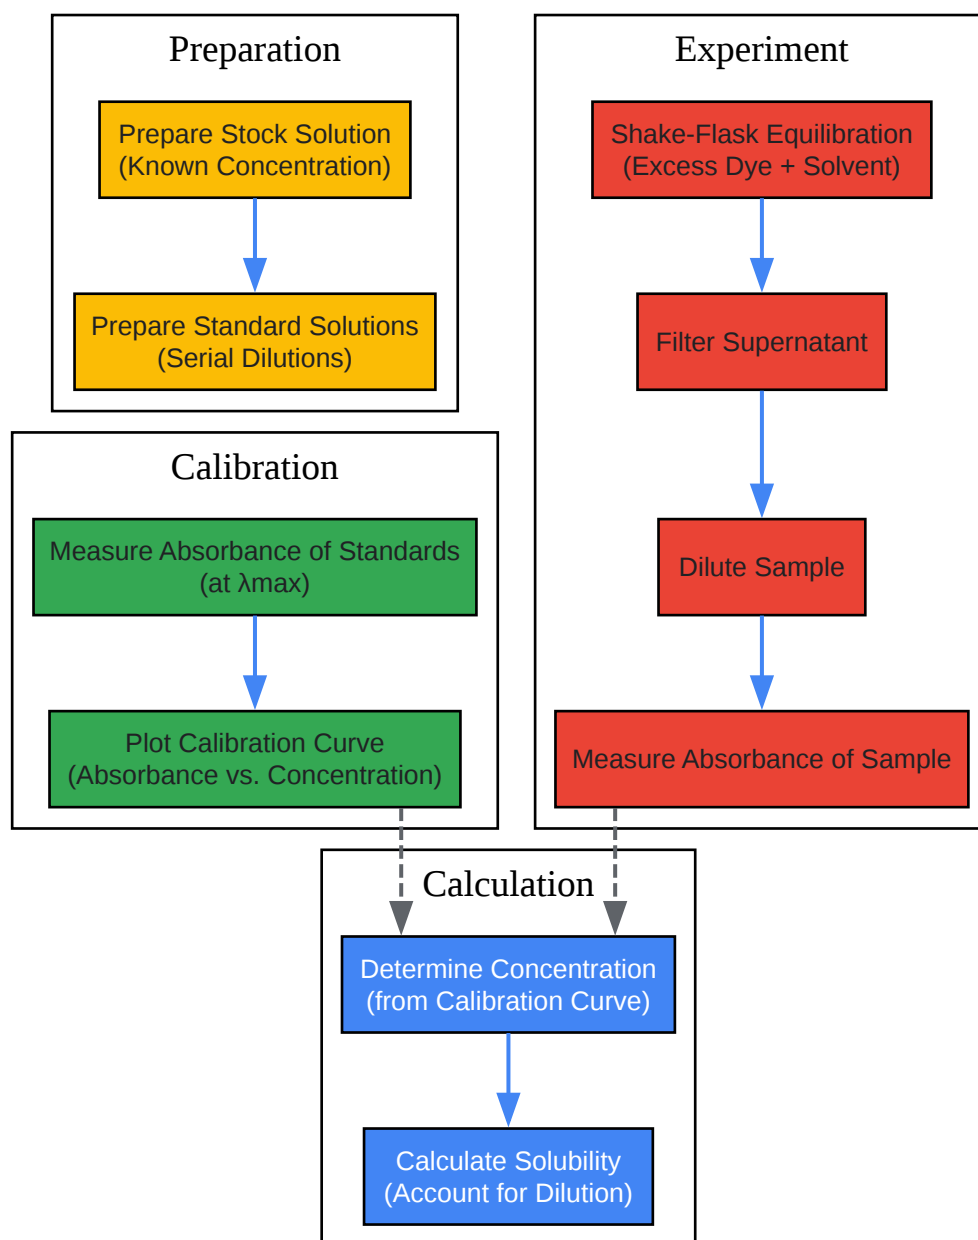 Preparation
Prepare Stock Solution
(Known Concentration)
Prepare Standard Solutions
(Serial Dilutions)
Calibration
Measure Absorbance of Standards
(at λmax)
Plot Calibration Curve
(Absorbance vs. Concentration)
Experiment
Shake-Flask Equilibration
(Excess Dye + Solvent)
Filter Supernatant
Dilute Sample
Measure Absorbance of Sample
Calculation
Determine Concentration
(from Calibration Curve)
Calculate Solubility
(Account for Dilution)